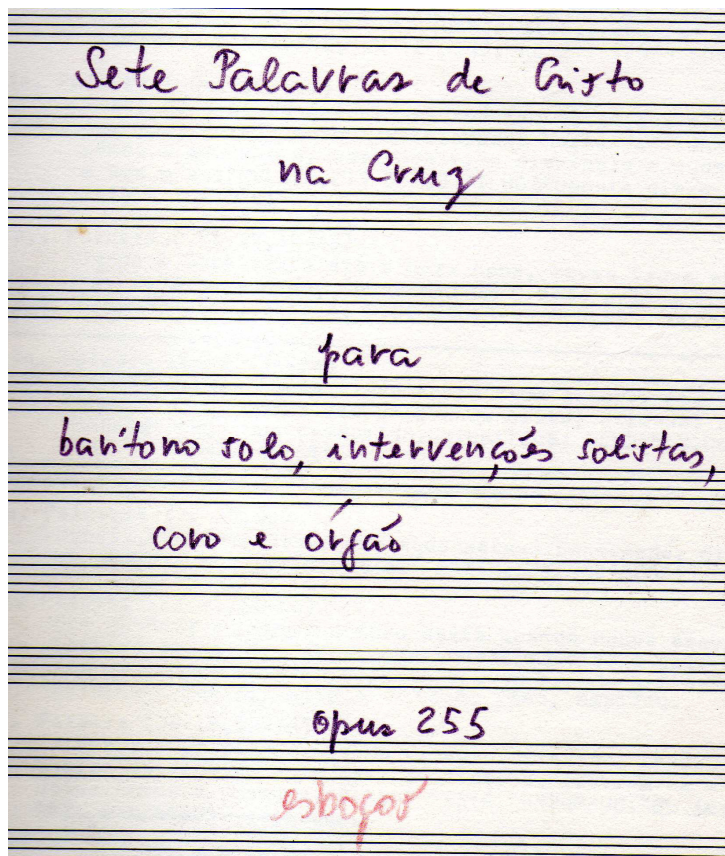 Sete Palavras de Cristo
na Cruz
para
barítono solo, intervenções solistas,
coro e órgão
opus 255
esboços